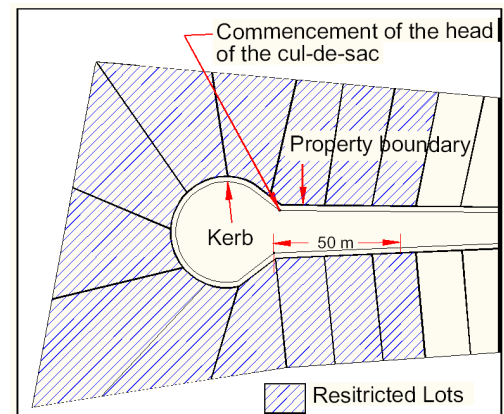 Commencement of the head
of the cul-de-sac
Property boundary
Kerb
50 m
Resitricted Lots